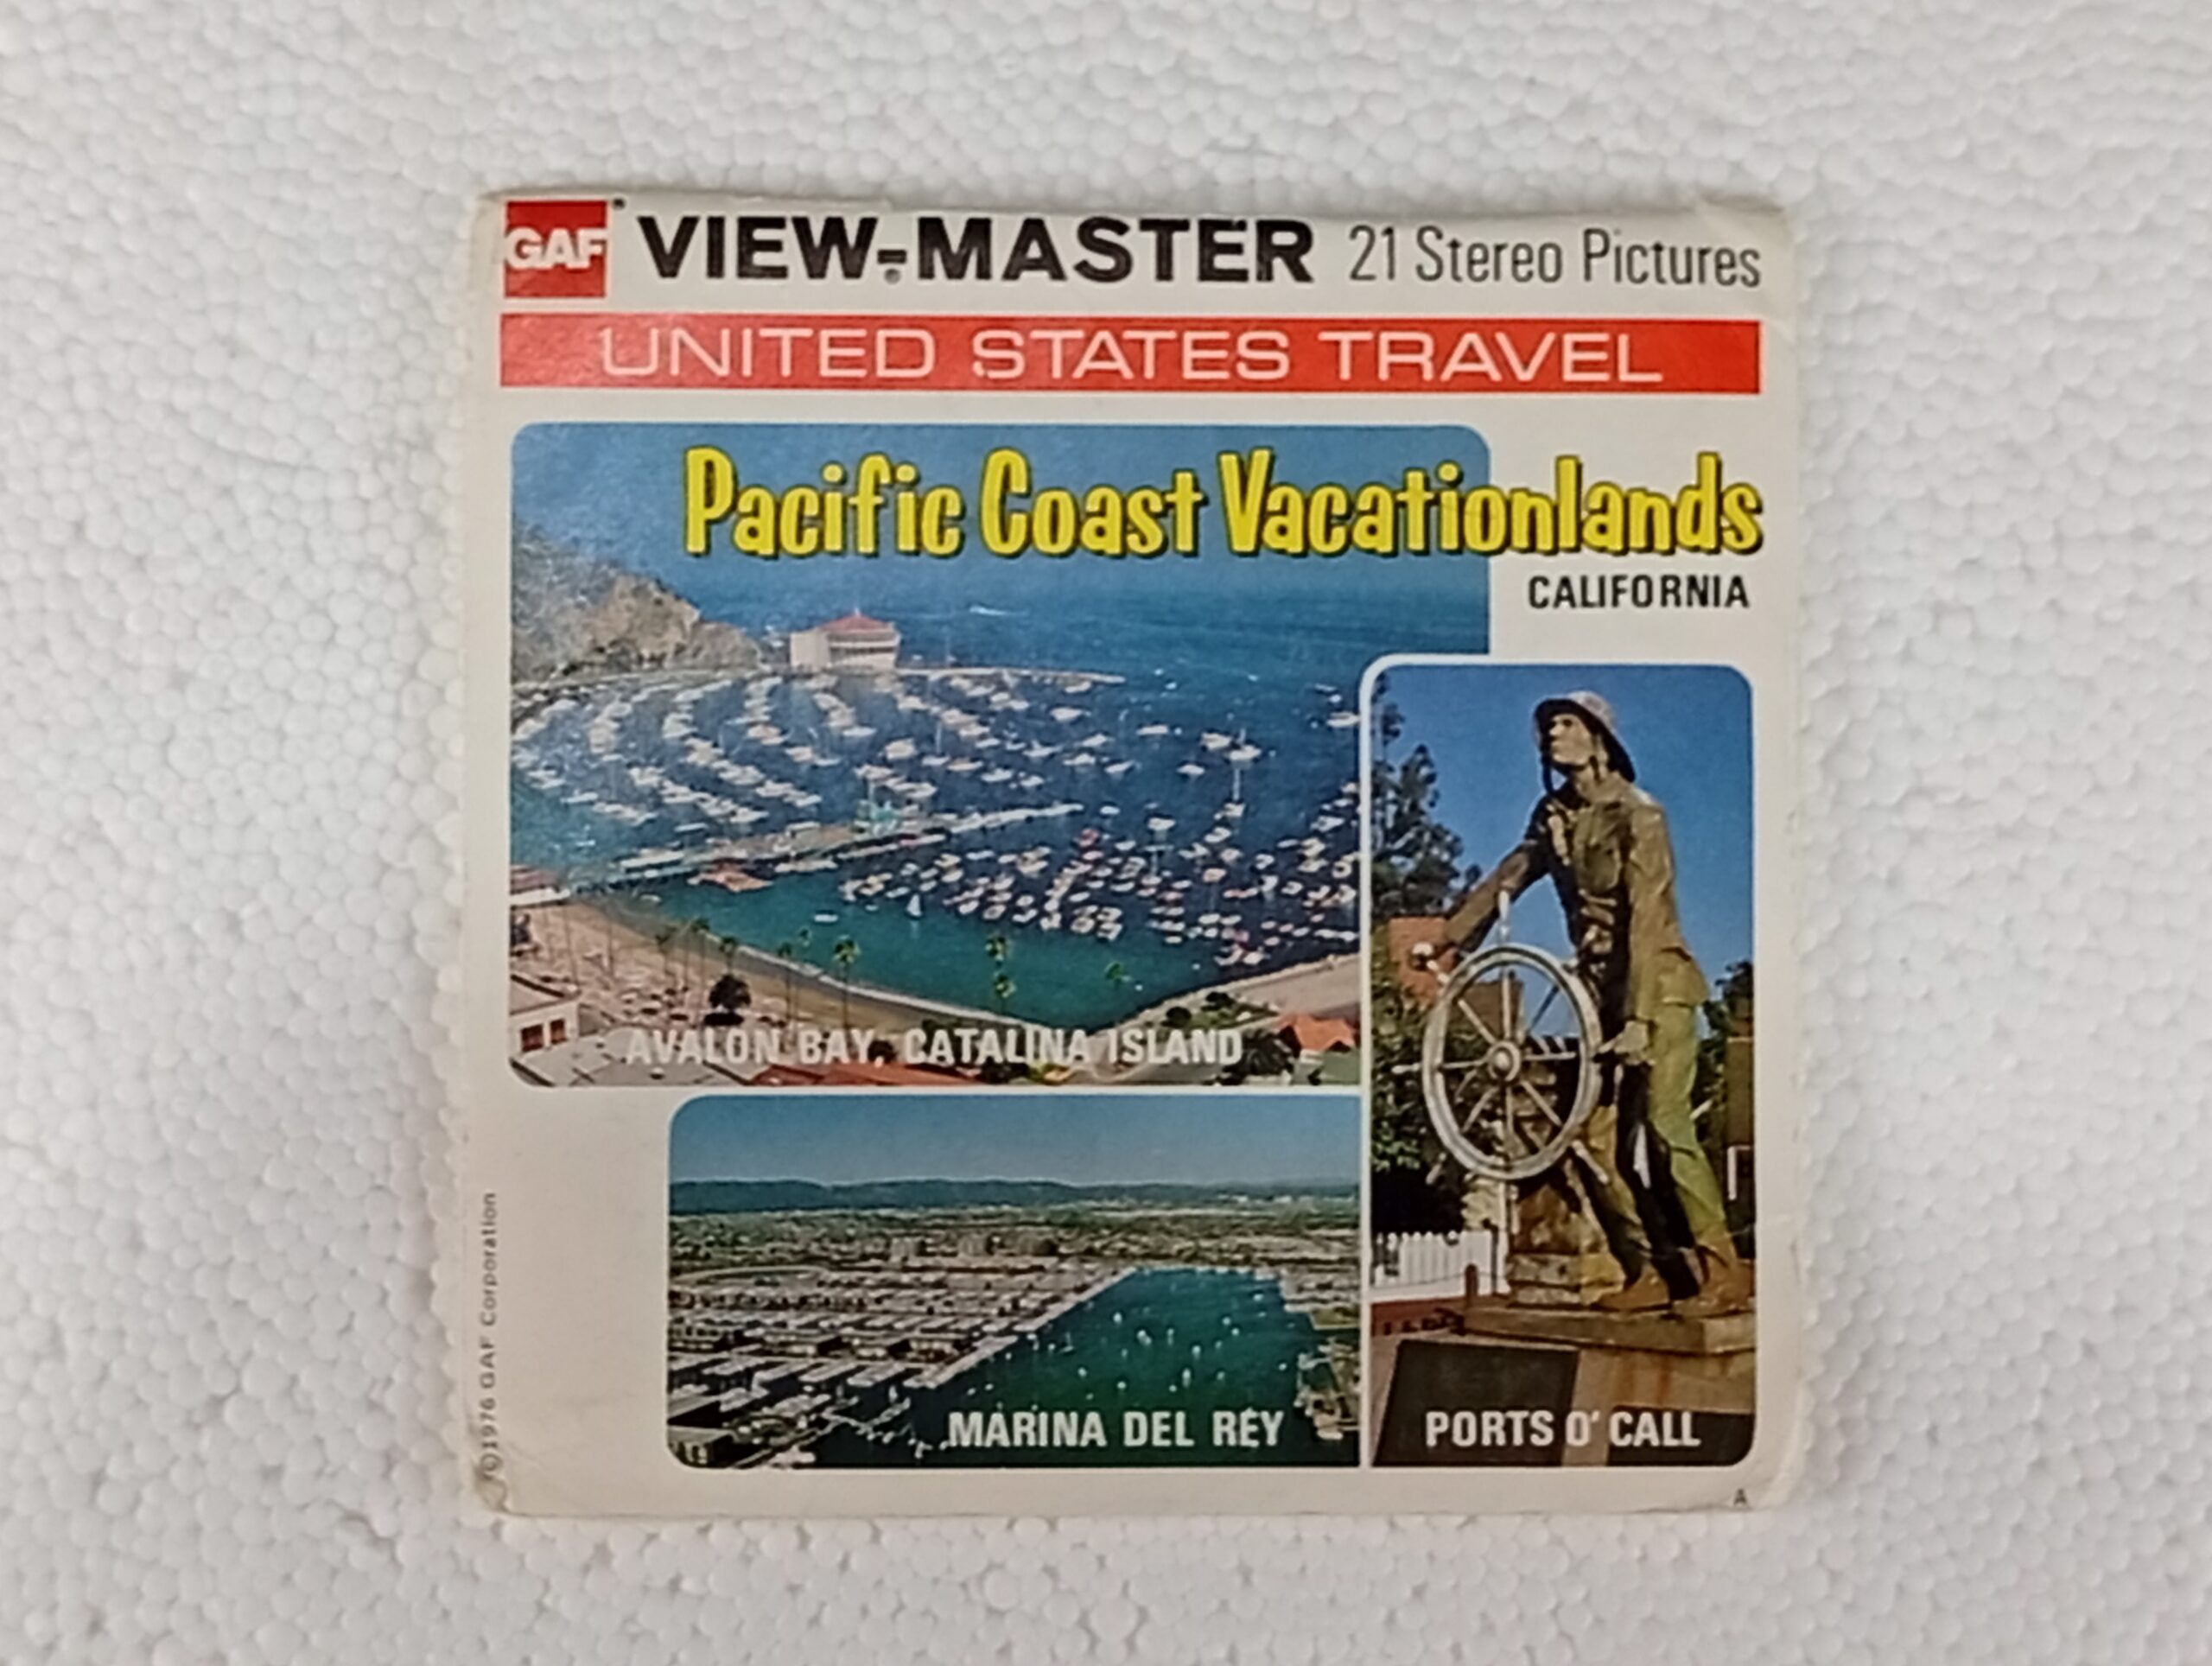 GAF® VIEW-MASTER 21 Stereo Pictures
UNITED STATES TRAVEL
Pacific Coast Vacationlands
CALIFORNIA
AVALON BAY, CATALINA ISLAND
MARINA DEL REY
PORTS O' CALL
©1976 GAF Corporation
A